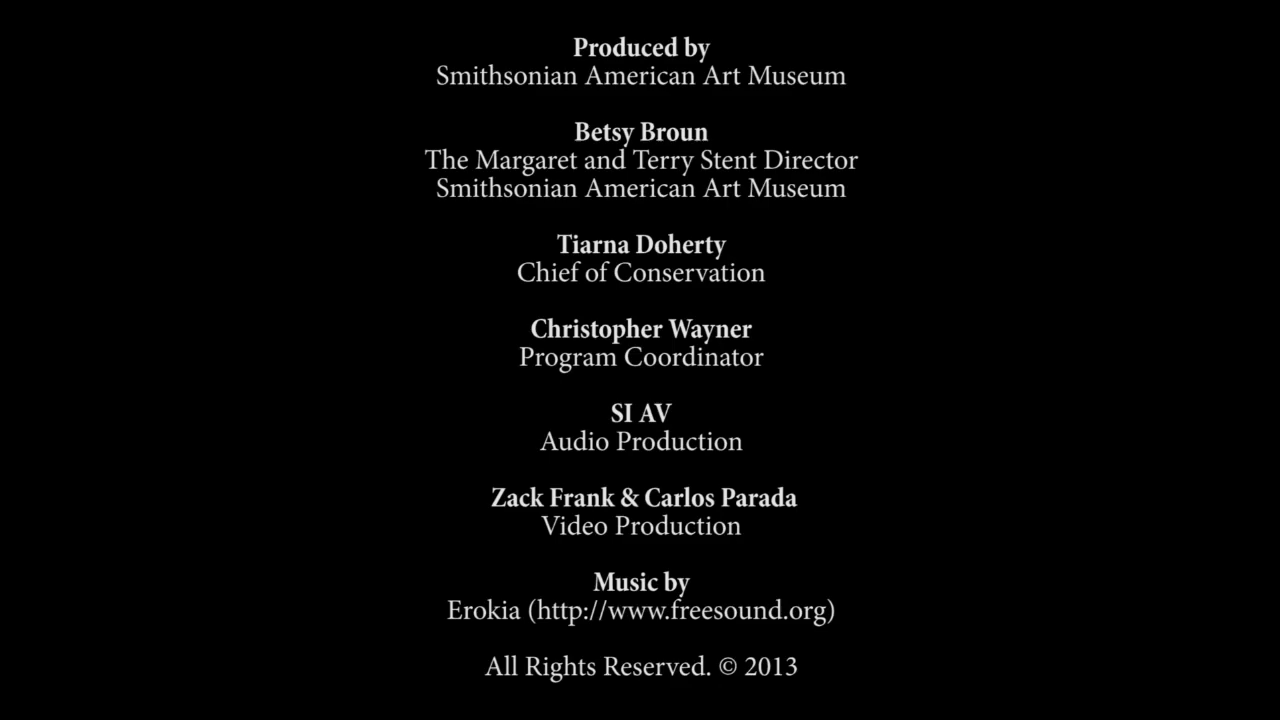 Produced by
Smithsonian American Art Museum
Betsy Broun
The Margaret and Terry Stent Director
Smithsonian American Art Museum
Tiarna Doherty
Chief of Conservation
Christopher Wayner
Program Coordinator
SI AV
Audio Production
Zack Frank & Carlos Parada
Video Production
Music by
Erokia (http://www.freesound.org)
All Rights Reserved. © 2013